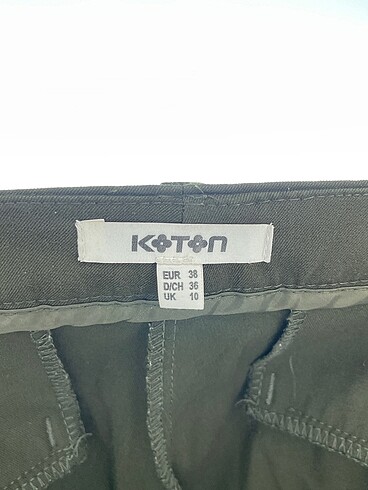 KOTON
EUR 38
D/CH 36
UK 10